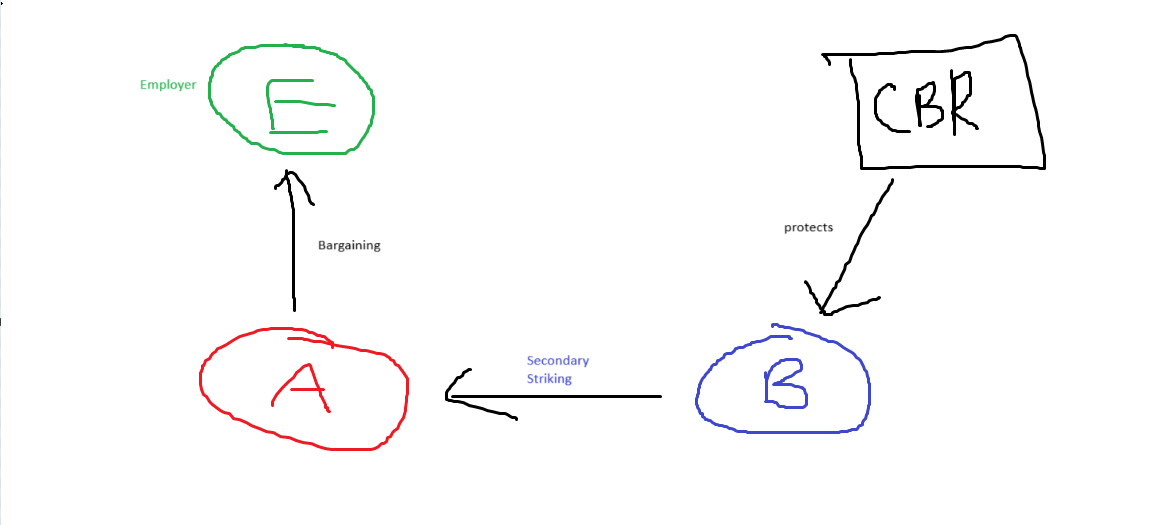 Employer
E
CBR
Bargaining
protects
A
Secondary
Striking
B